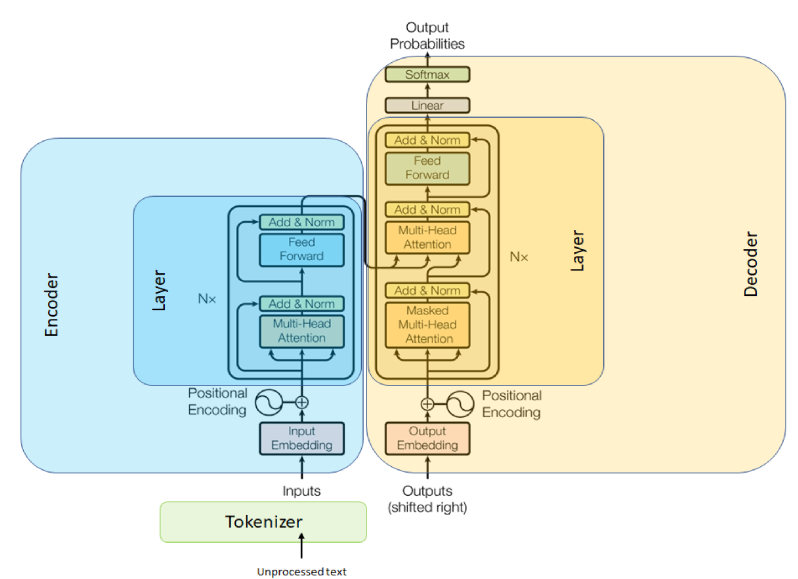 Output
Probabilities
Softmax
Linear
Add & Norm
Feed
Forward
Add & Norm
Multi-Head
Attention
Nx
Layer
Decoder
Add & Norm
Masked
Multi-Head
Attention
Positional
Encoding
Output
Embedding
Outputs
(shifted right)
Encoder
Layer
Nx
Add & Norm
Feed
Forward
Add & Norm
Multi-Head
Attention
Positional
Encoding
Input
Embedding
Inputs
Tokenizer
Unprocessed text